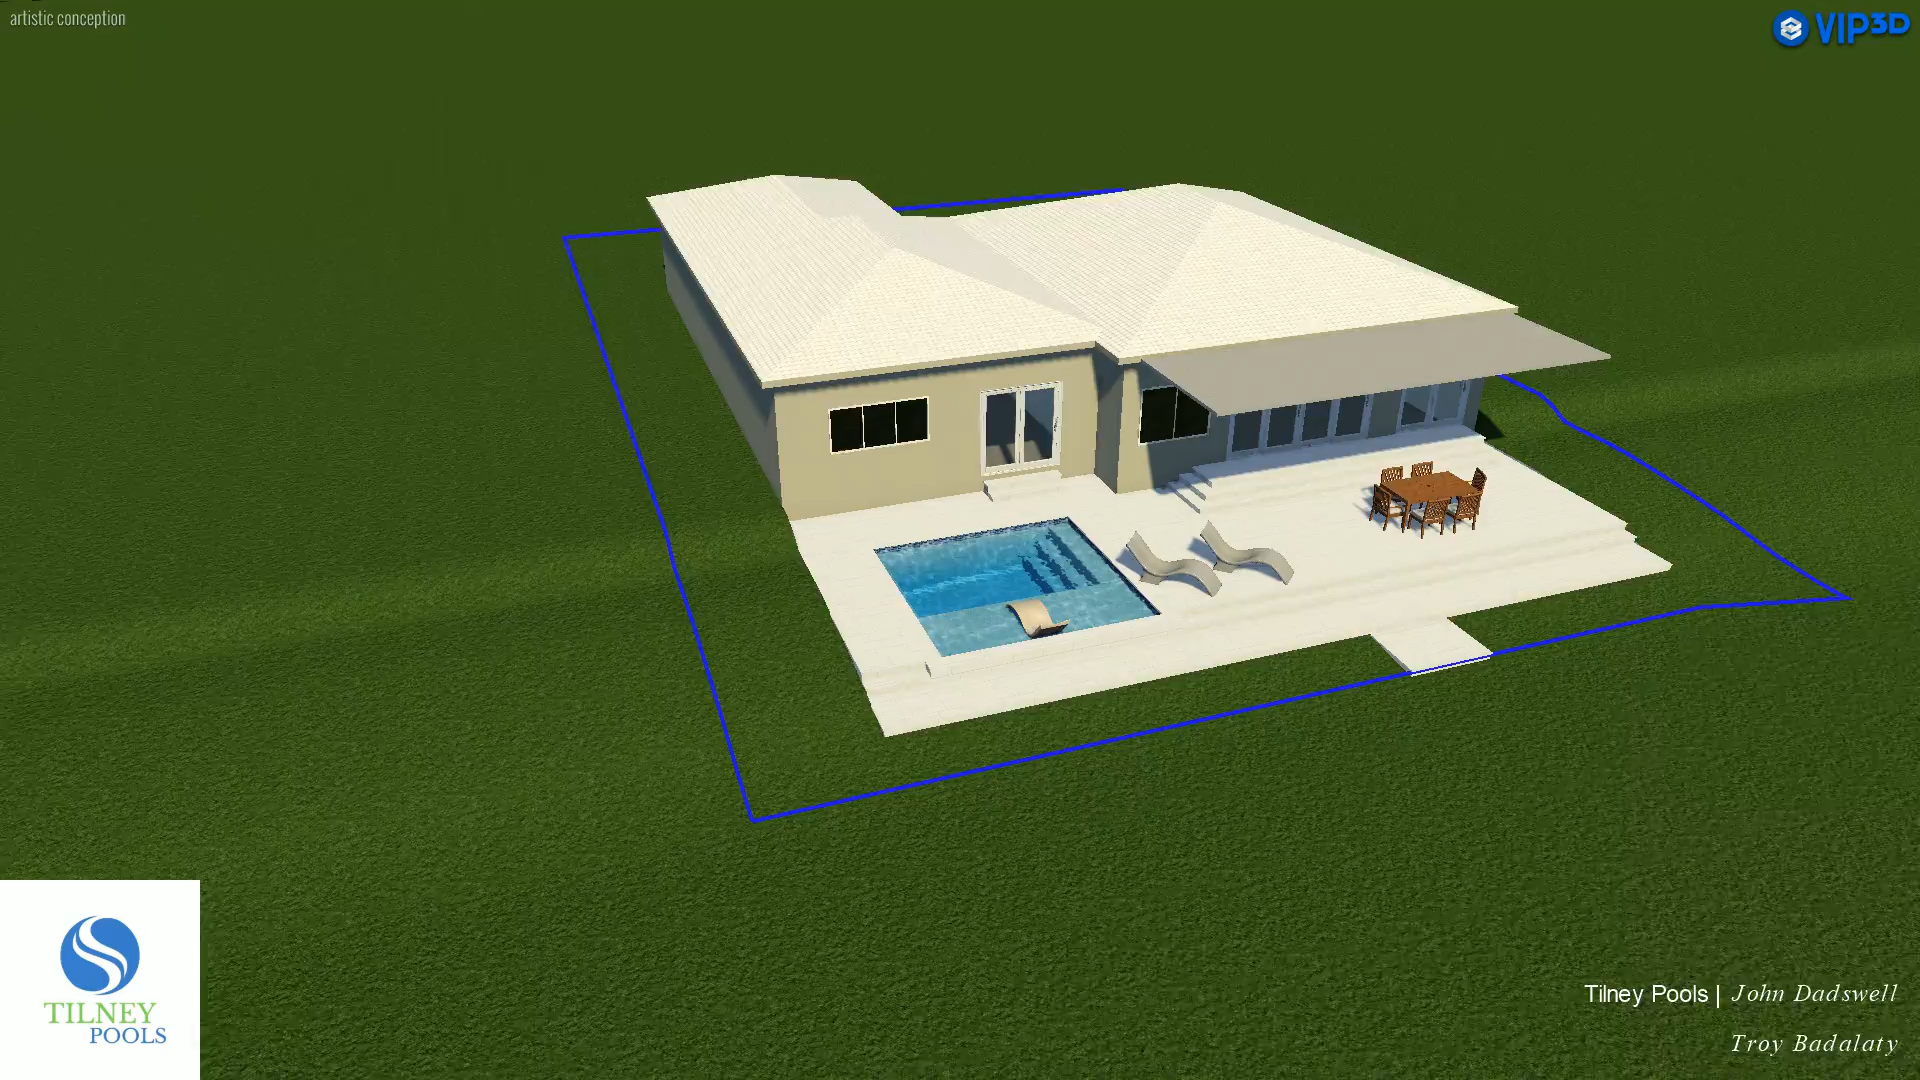 artistic conception
VIP3D
TILNEY
POOLS
Tilney Pools | John Dadswell
Troy Badalaty